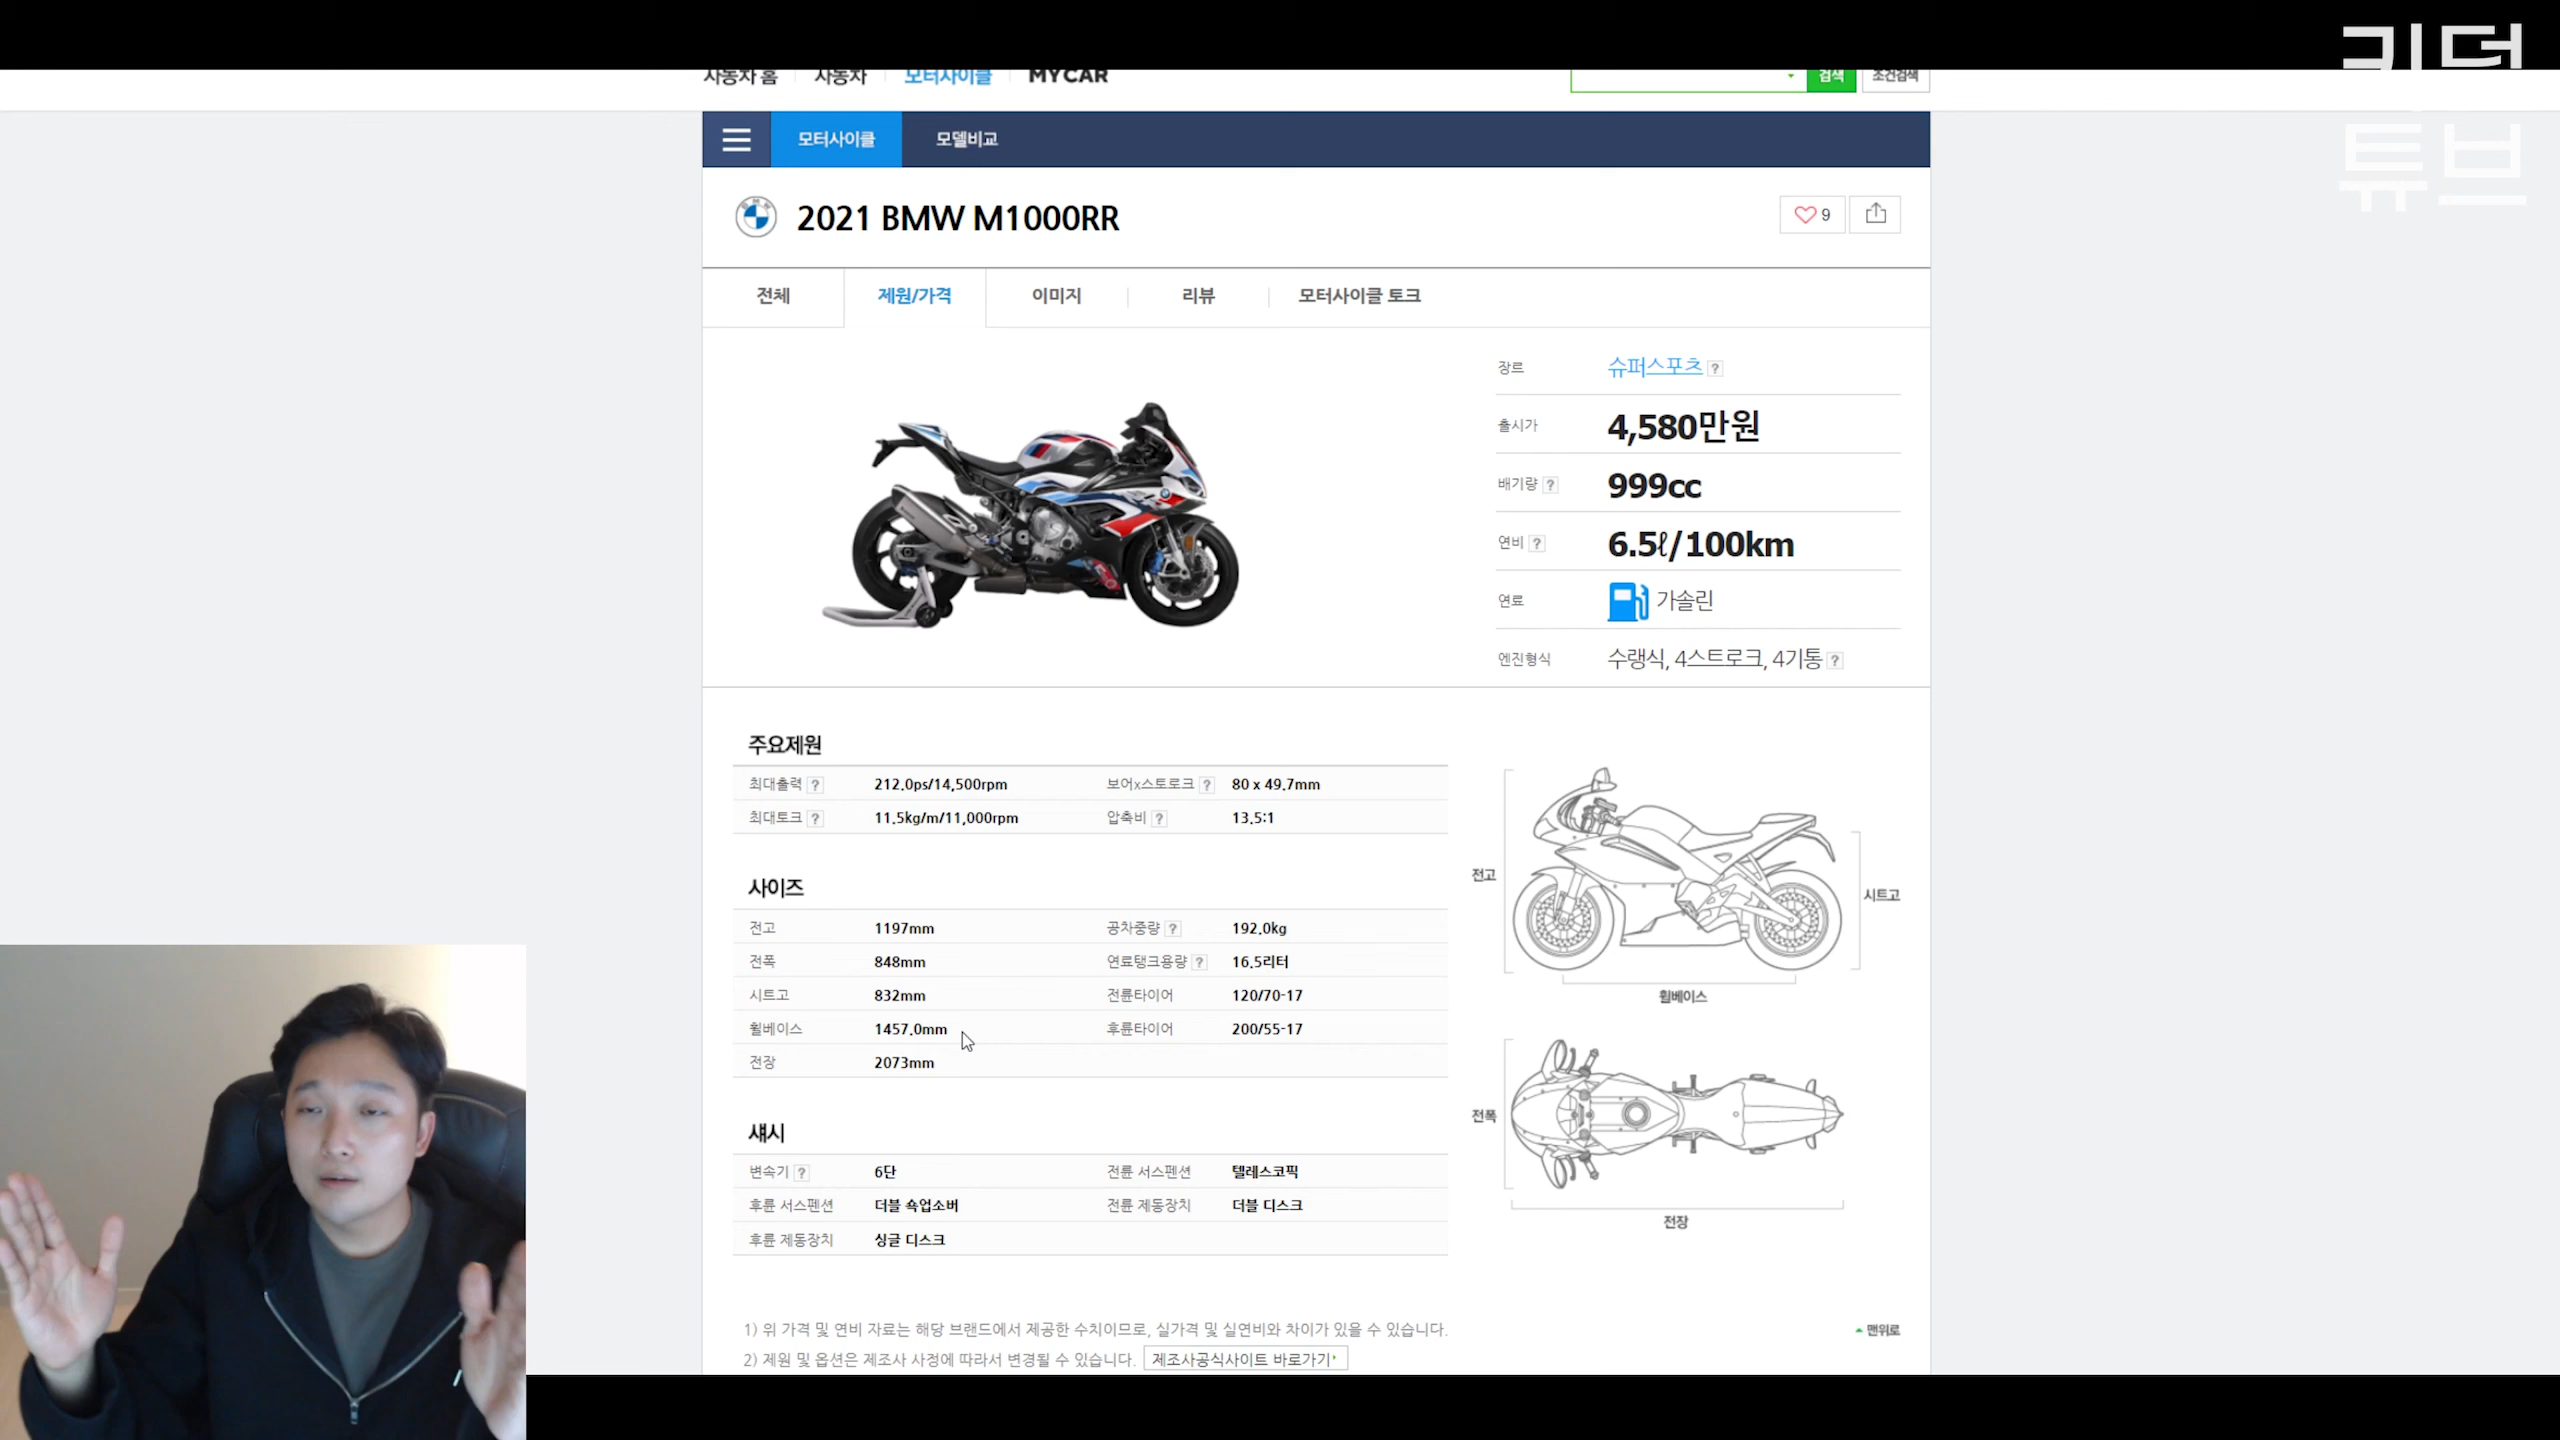 키덕
튜브
자동차 홈 자동차 모터사이클 MYCAR 검색 조건검색
모터사이클 모델비교
BMW
2021 BMW M1000RR 9
전체 제원/가격 이미지 리뷰 모터사이클 토크
장르 슈퍼스포츠 ?
출시가 4,580만원
배기량 ? 999cc
연비 ? 6.5ℓ/100km
연료 가솔린
엔진형식 수랭식, 4스트로크, 4기통 ?
주요제원
최대출력 ? 212.0ps/14,500rpm 보어x스토로크 ? 80 x 49.7mm
최대토크 ? 11.5kg/m/11,000rpm 압축비 ? 13.5:1
사이즈
전고 1197mm 공차중량 ? 192.0kg
전폭 848mm 연료탱크용량 ? 16.5리터
시트고 832mm 전륜타이어 120/70-17
휠베이스 1457.0mm 후륜타이어 200/55-17
전장 2073mm
전고
시트고
휠베이스
전폭
전장
섀시
변속기 ? 6단 전륜 서스펜션 텔레스코픽
후륜 서스펜션 더블 쇽업소버 전륜 제동장치 더블 디스크
후륜 제동장치 싱글 디스크
1) 위 가격 및 연비 자료는 해당 브랜드에서 제공한 수치이므로, 실가격 및 실연비와 차이가 있을 수 있습니다.
맨위로
2) 제원 및 옵션은 제조사 사정에 따라서 변경될 수 있습니다. 제조사공식사이트 바로가기